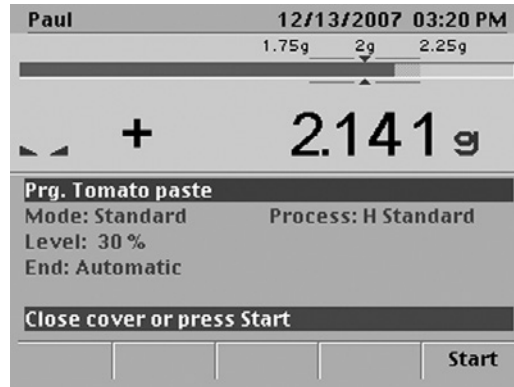 Paul 12/13/2007 03:20 PM
1.75g 2g 2.25g
+ 2.141 g
Prg. Tomato paste
Mode: Standard Process: H Standard
Level: 30 %
End: Automatic
Close cover or press Start
Start